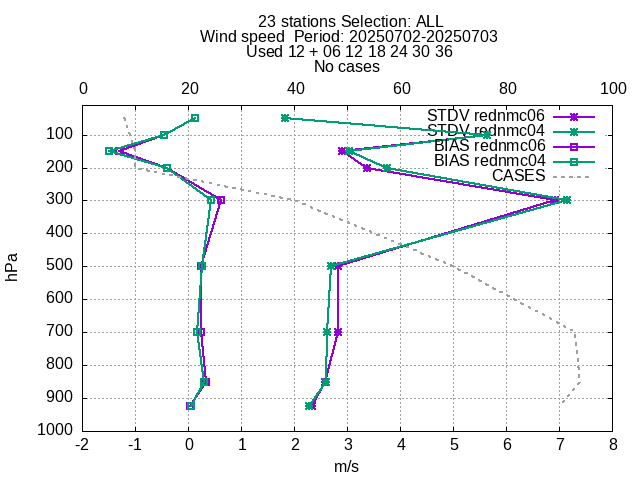 23 stations Selection: ALL
Wind speed  Period: 20250702-20250703
Used 12 + 06 12 18 24 30 36
No cases
0 20 40 60 80 100
STDV rednmc06
STDV rednmc04
BIAS rednmc06
BIAS rednmc04
CASES
hPa
100
200
300
400
500
600
700
800
900
1000
-2 -1 0 1 2 3 4 5 6 7 8
m/s